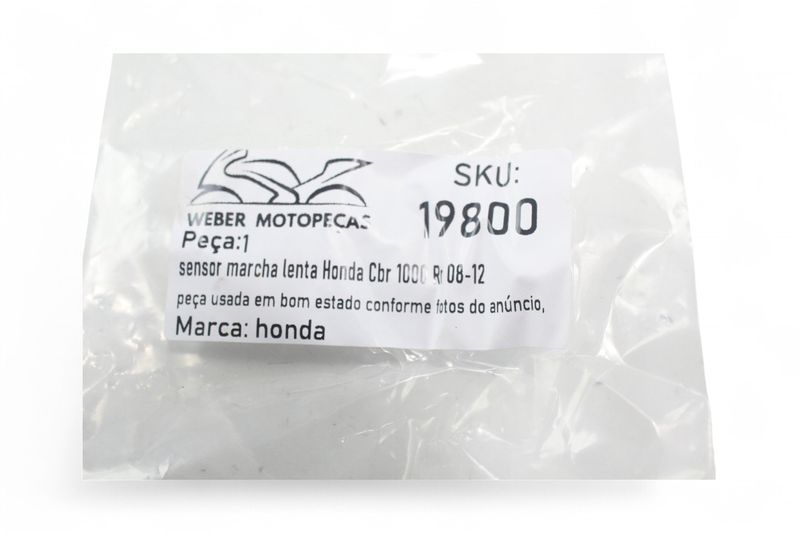 WEBER MOTOPECAS
SKU:
19800
Peça:1
sensor marcha lenta Honda Cbr 1000 Rr 08-12
peça usada em bom estado conforme fotos do anúncio,
Marca: honda